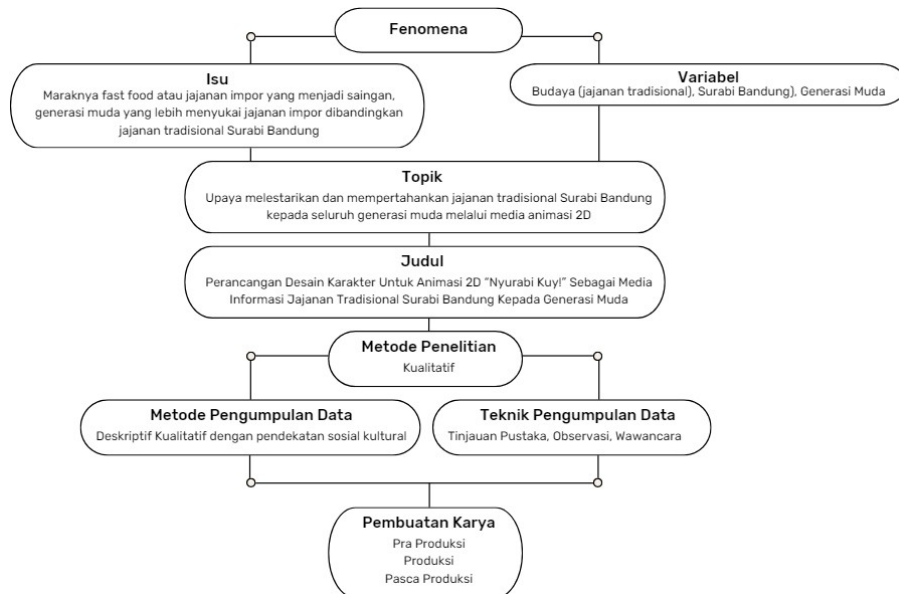 Fenomena
Isu
Maraknya fast food atau jajanan impor yang menjadi saingan,
generasi muda yang lebih menyukai jajanan impor dibandingkan
jajanan tradisional Surabi Bandung
Variabel
Budaya (jajanan tradisional), Surabi Bandung), Generasi Muda
Topik
Upaya melestarikan dan mempertahankan jajanan tradisional Surabi Bandung
kepada seluruh generasi muda melalui media animasi 2D
Judul
Perancangan Desain Karakter Untuk Animasi 2D "Nyurabi Kuy!" Sebagai Media
Informasi Jajanan Tradisional Surabi Bandung Kepada Generasi Muda
Metode Penelitian
Kualitatif
Metode Pengumpulan Data
Deskriptif Kualitatif dengan pendekatan sosial kultural
Teknik Pengumpulan Data
Tinjauan Pustaka, Observasi, Wawancara
Pembuatan Karya
Pra Produksi
Produksi
Pasca Produksi